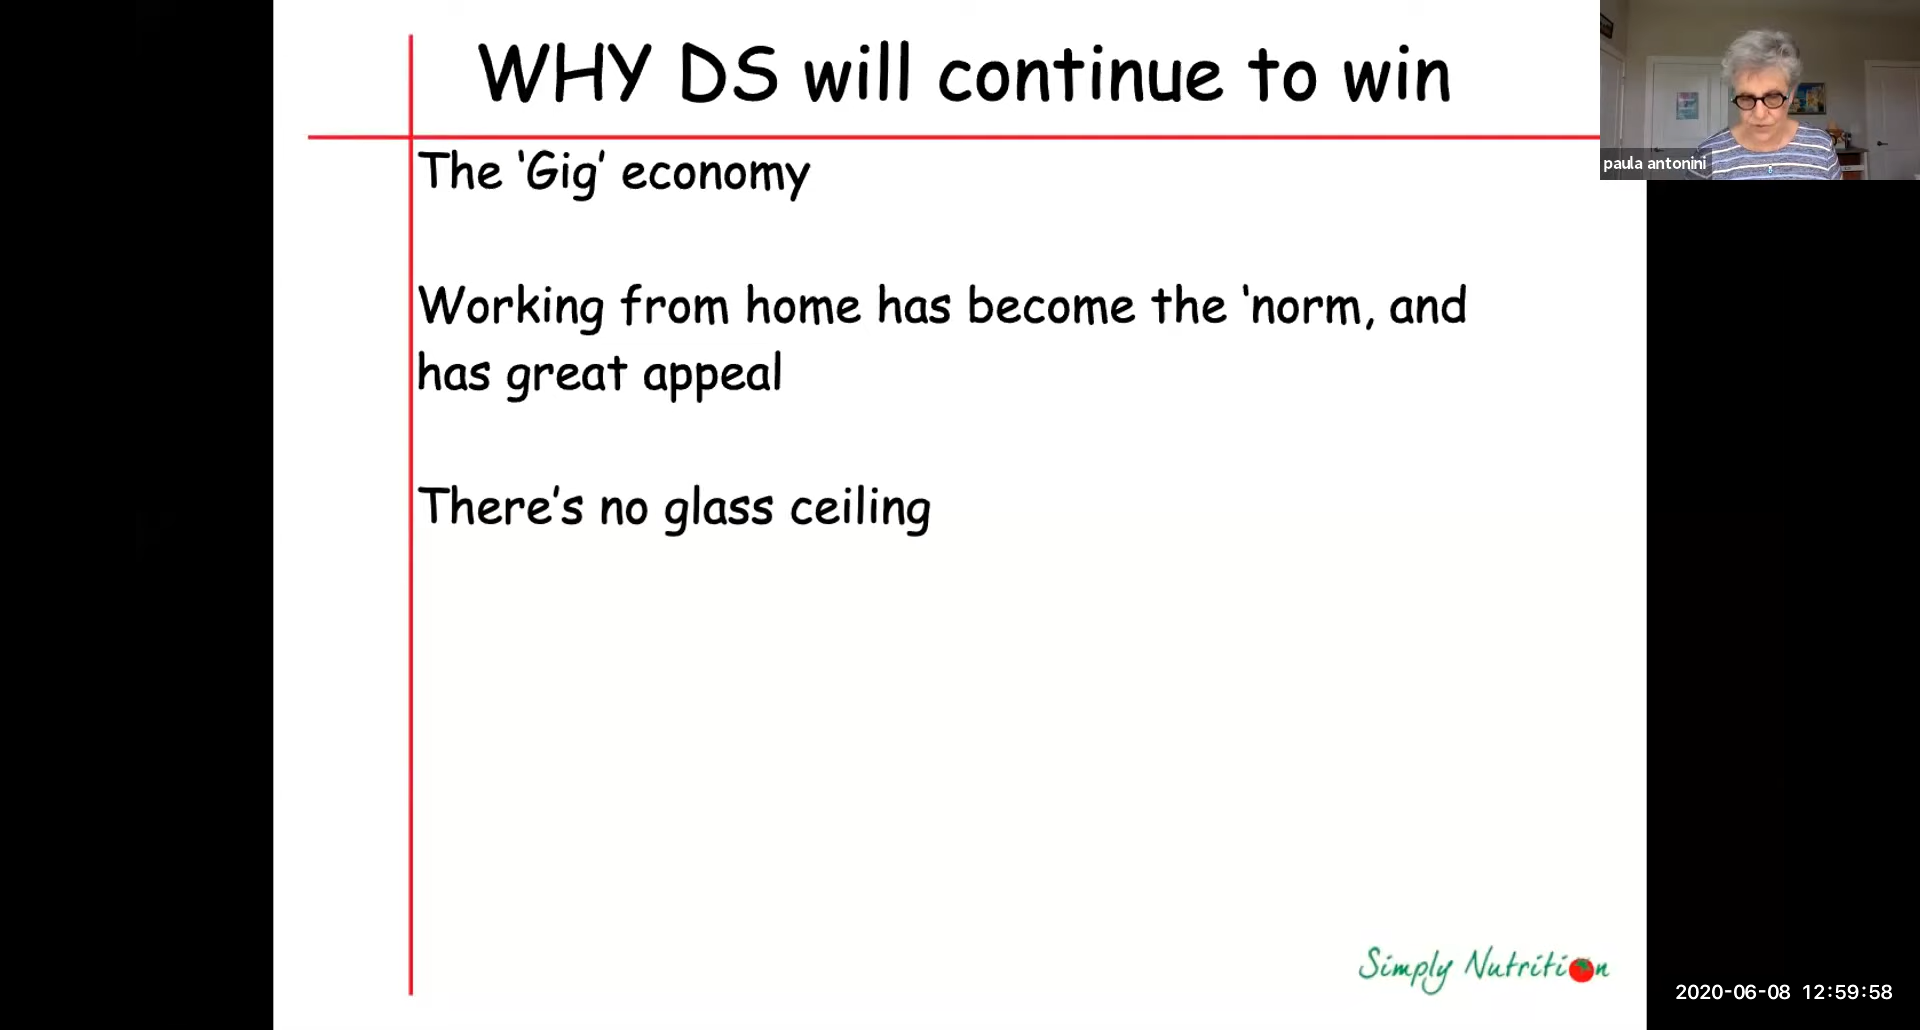 WHY DS will continue to win
paula antonini
The ‘Gig’ economy
Working from home has become the ‘norm, and
has great appeal
There’s no glass ceiling
Simply Nutrition
2020-06-08 12:59:58